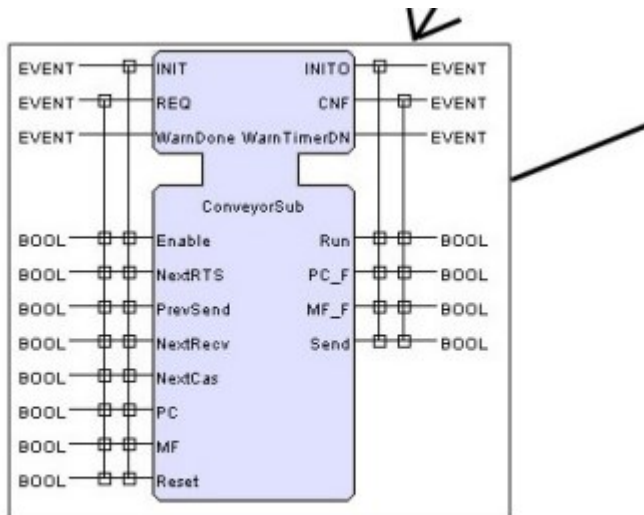 EVENT INIT INITO EVENT
EVENT REQ CNF EVENT
EVENT WarnDone WarnTimerDN EVENT
ConveyorSub
BOOL Enable Run BOOL
BOOL NextRTS PC_F BOOL
BOOL PrevSend MF_F BOOL
BOOL NextRecv Send BOOL
BOOL NextCas
BOOL PC
BOOL MF
BOOL Reset